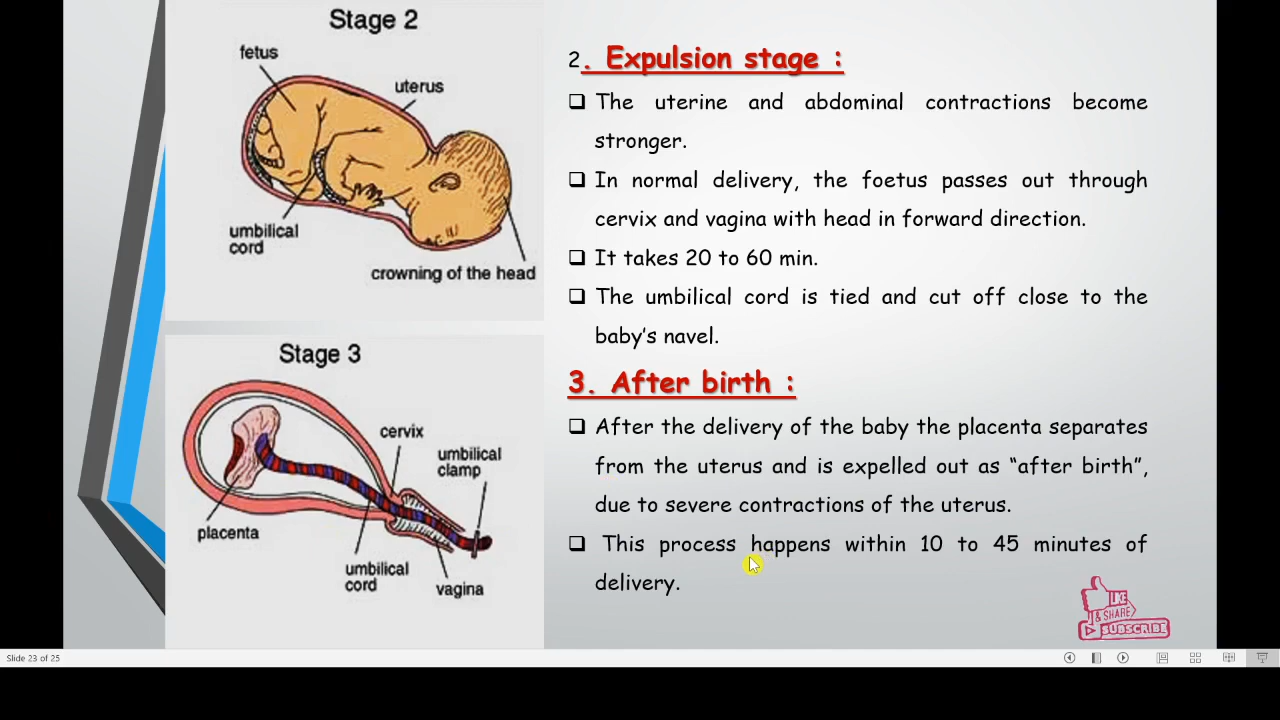 Stage 2
fetus
uterus
umbilical
cord
crowning of the head
2. Expulsion stage :
The uterine and abdominal contractions become
stronger.
In normal delivery, the foetus passes out through
cervix and vagina with head in forward direction.
It takes 20 to 60 min.
The umbilical cord is tied and cut off close to the
baby's navel.
Stage 3
cervix
umbilical
clamp
placenta
umbilical
cord
vagina
3. After birth :
After the delivery of the baby the placenta separates
from the uterus and is expelled out as “after birth”,
due to severe contractions of the uterus.
This process happens within 10 to 45 minutes of
delivery.
LIKE
& SHARE
SUBSCRIBE
Slide 23 of 25